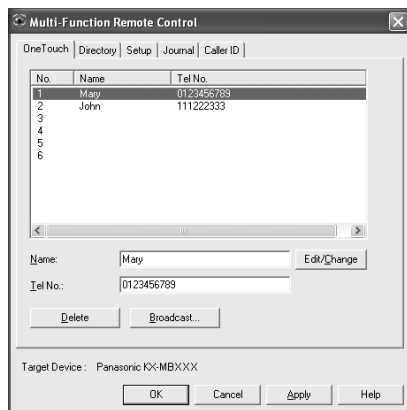 Multi-Function Remote Control
OneTouch Directory Setup Journal Caller ID
No. Name Tel No.
1 Mary 0123456789
2 John 111222333
3
4
5
6
Name: Mary Edit/Change
Tel No.: 0123456789
Delete Broadcast...
Target Device : Panasonic KX-MBXXX
OK Cancel Apply Help